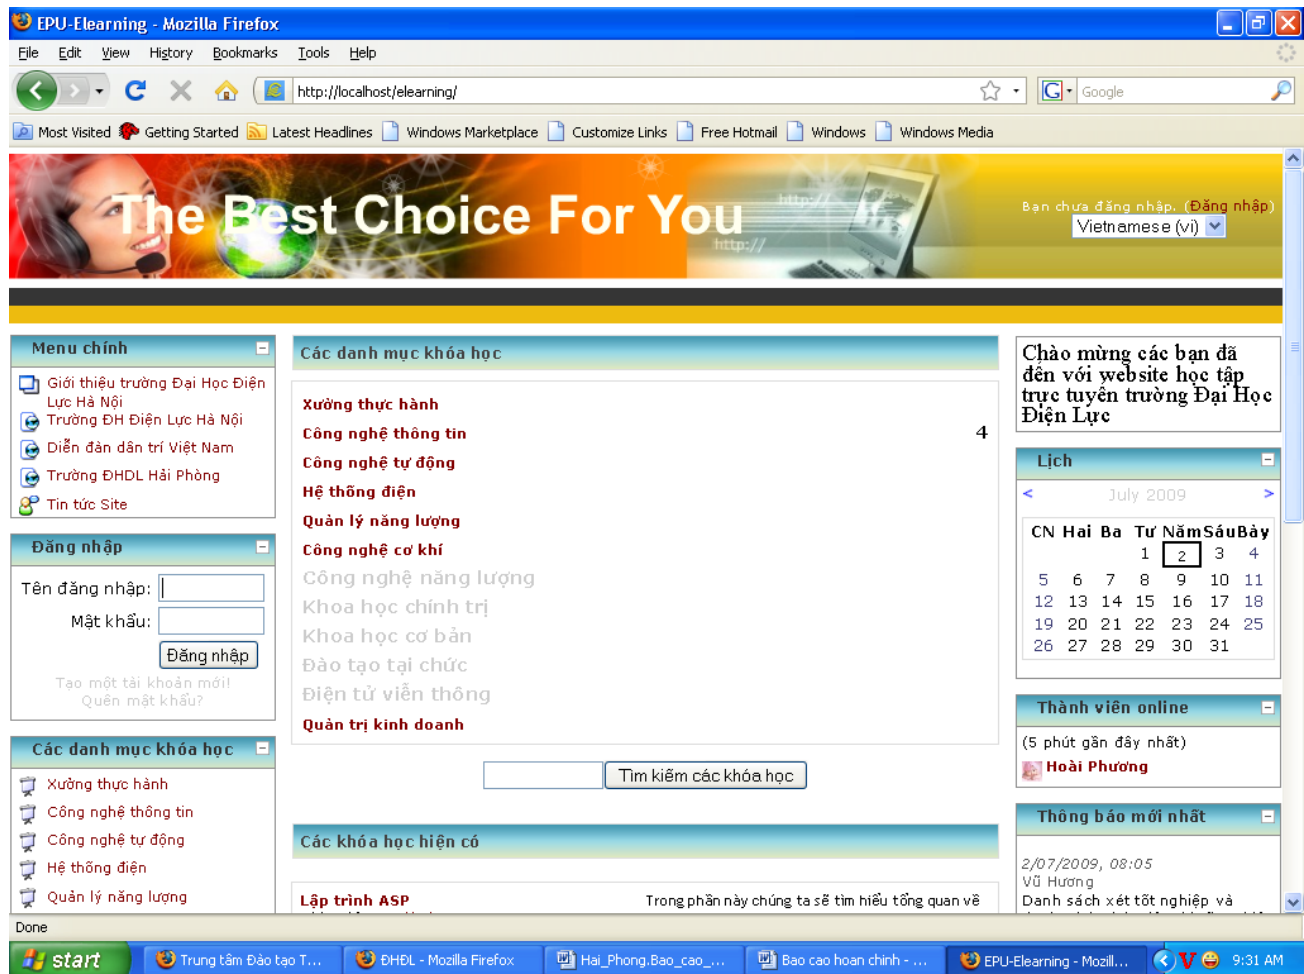 EPU-Elearning - Mozilla Firefox
File Edit View History Bookmarks Tools Help
http://localhost/elearning/
Google
Most Visited Getting Started Latest Headlines Windows Marketplace Customize Links Free Hotmail Windows Windows Media
The Best Choice For You
http://
http://
Bạn chưa đăng nhập. (Đăng nhập)
Vietnamese (vi)
Menu chính
Giới thiệu trường Đại Học Điện
Lực Hà Nội
Trường ĐH Điện Lực Hà Nội
Diễn đàn dân trí Việt Nam
Trường ĐHDL Hải Phòng
Tin tức Site
Đăng nhập
Tên đăng nhập:
Mật khẩu:
Đăng nhập
Tạo một tài khoản mới!
Quên mật khẩu?
Các danh mục khóa học
Xưởng thực hành
Công nghệ thông tin
Công nghệ tự động
Hệ thống điện
Quản lý năng lượng
Các danh mục khóa học
Xưởng thực hành
Công nghệ thông tin 4
Công nghệ tự động
Hệ thống điện
Quản lý năng lượng
Công nghệ cơ khí
Công nghệ năng lượng
Khoa học chính trị
Khoa học cơ bản
Đào tạo tại chức
Điện tử viễn thông
Quản trị kinh doanh
Tìm kiếm các khóa học
Các khóa học hiện có
Lập trình ASP Trong phần này chúng ta sẽ tìm hiểu tổng quan về
Chào mừng các bạn đã
đến với website học tập
trực tuyến trường Đại Học
Điện Lực
Lịch
< July 2009 >
CN Hai Ba Tư Năm Sáu Bảy
1 2 3 4
5 6 7 8 9 10 11
12 13 14 15 16 17 18
19 20 21 22 23 24 25
26 27 28 29 30 31
Thành viên online
(5 phút gần đây nhất)
Hoài Phương
Thông báo mới nhất
2/07/2009, 08:05
Vũ Hương
Danh sách xét tốt nghiệp và
Done
start Trung tâm Đào tạo T... ĐHĐL - Mozilla Firefox Hai_Phong.Bao_cao_... Bao cao hoan chinh - ... EPU-Elearning - Mozill... V 9:31 AM